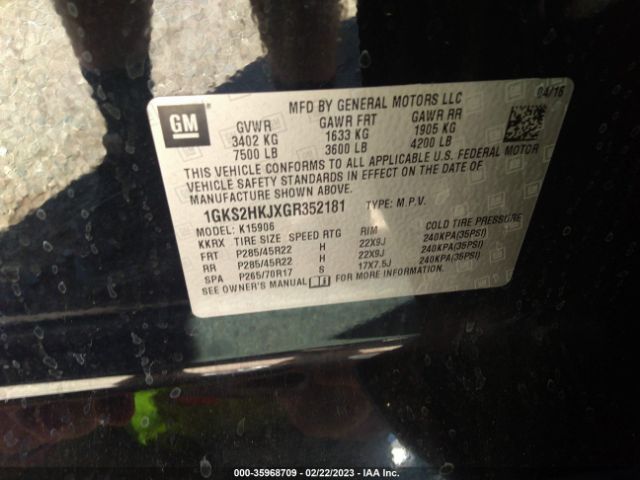 MFD BY GENERAL MOTORS LLC 04/16
GM
GVWR GAWR FRT GAWR RR
3402 KG 1633 KG 1905 KG
7500 LB 3600 LB 4200 LB
THIS VEHICLE CONFORMS TO ALL APPLICABLE U.S. FEDERAL MOTOR
VEHICLE SAFETY STANDARDS IN EFFECT ON THE DATE OF
MANUFACTURE SHOWN ABOVE.
1GKS2HKJXGR352181 TYPE: M.P.V.
MODEL: K15906
KKRX TIRE SIZE SPEED RTG RIM COLD TIRE PRESSURE
FRT P285/45R22 H 22X9J 240KPA(35PSI)
RR P285/45R22 H 22X9J 240KPA(35PSI)
SPA P265/70R17 S 17X7.5J 240KPA(35PSI)
SEE OWNER'S MANUAL FOR MORE INFORMATION.
000-35968709 - 02/22/2023 - IAA Inc.